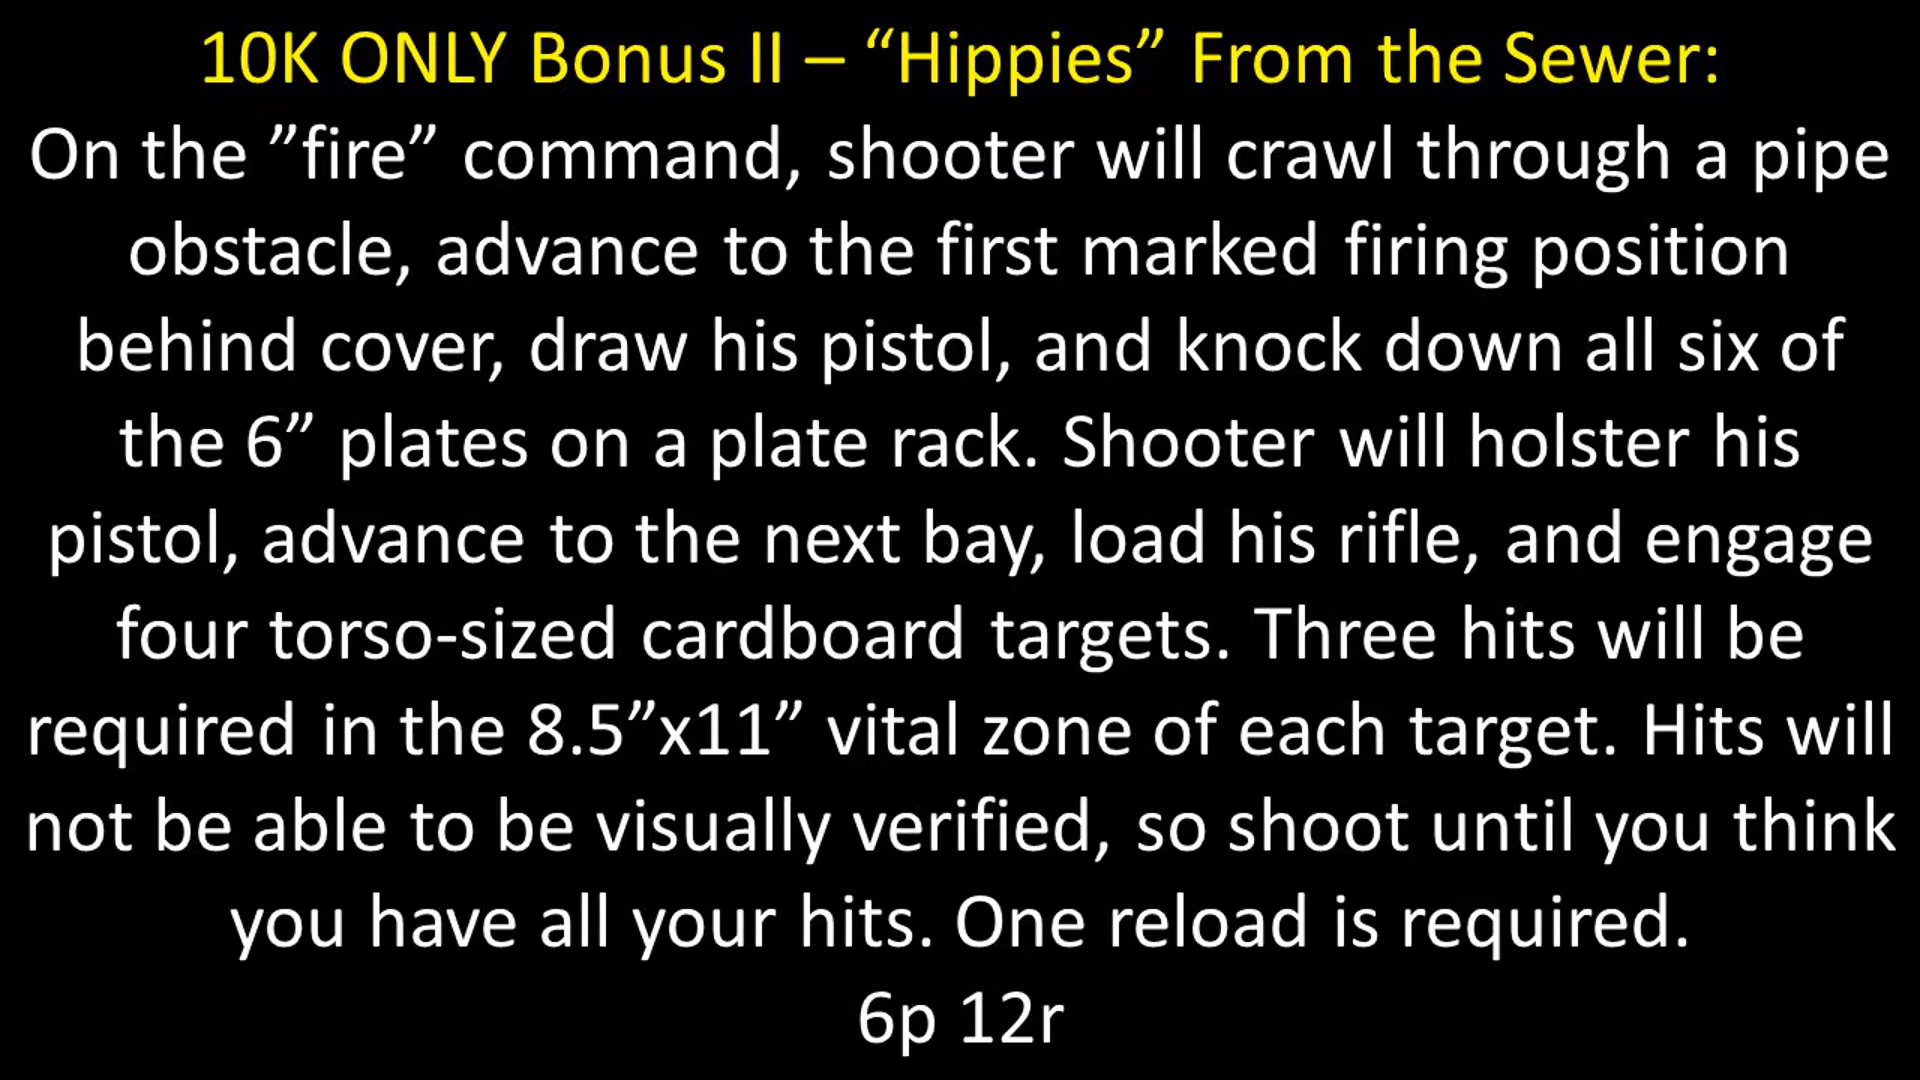 10K ONLY Bonus II – “Hippies” From the Sewer:
On the ”fire” command, shooter will crawl through a pipe
obstacle, advance to the first marked firing position
behind cover, draw his pistol, and knock down all six of
the 6” plates on a plate rack. Shooter will holster his
pistol, advance to the next bay, load his rifle, and engage
four torso-sized cardboard targets. Three hits will be
required in the 8.5”x11” vital zone of each target. Hits will
not be able to be visually verified, so shoot until you think
you have all your hits. One reload is required.
6p 12r